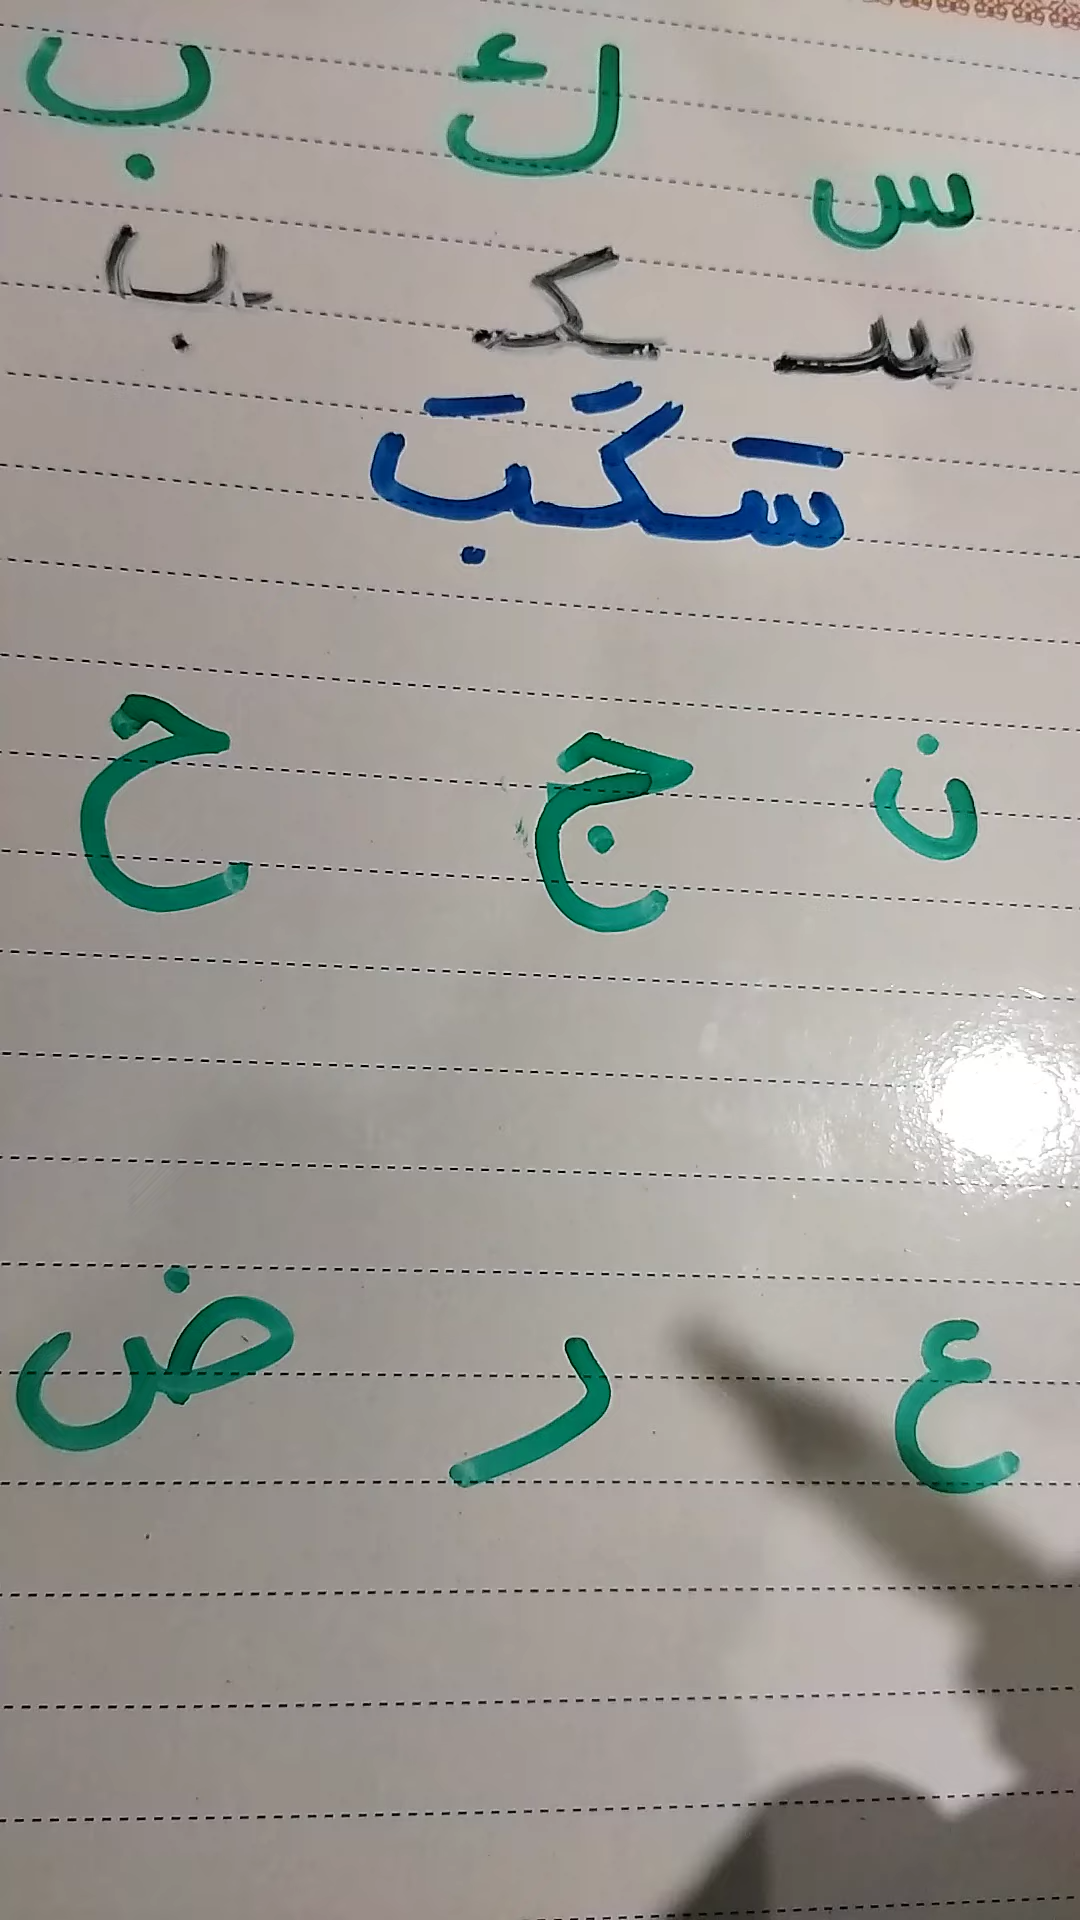 س ك ب
سـ ـكـ ـب
سَكَبَ
ن ج ح
ع ر ض